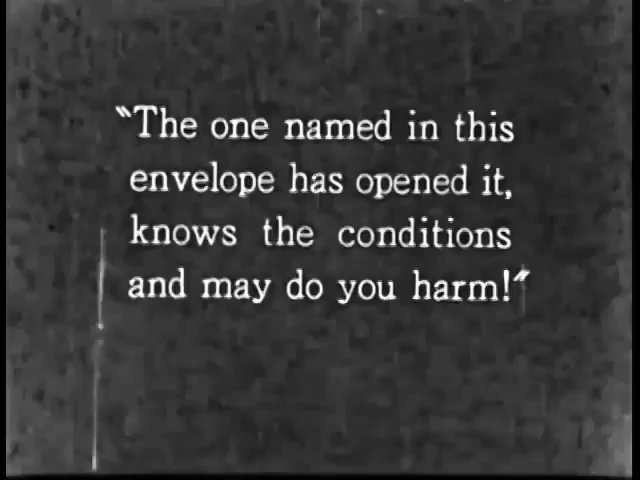 "The one named in this
envelope has opened it,
knows the conditions
and may do you harm!"